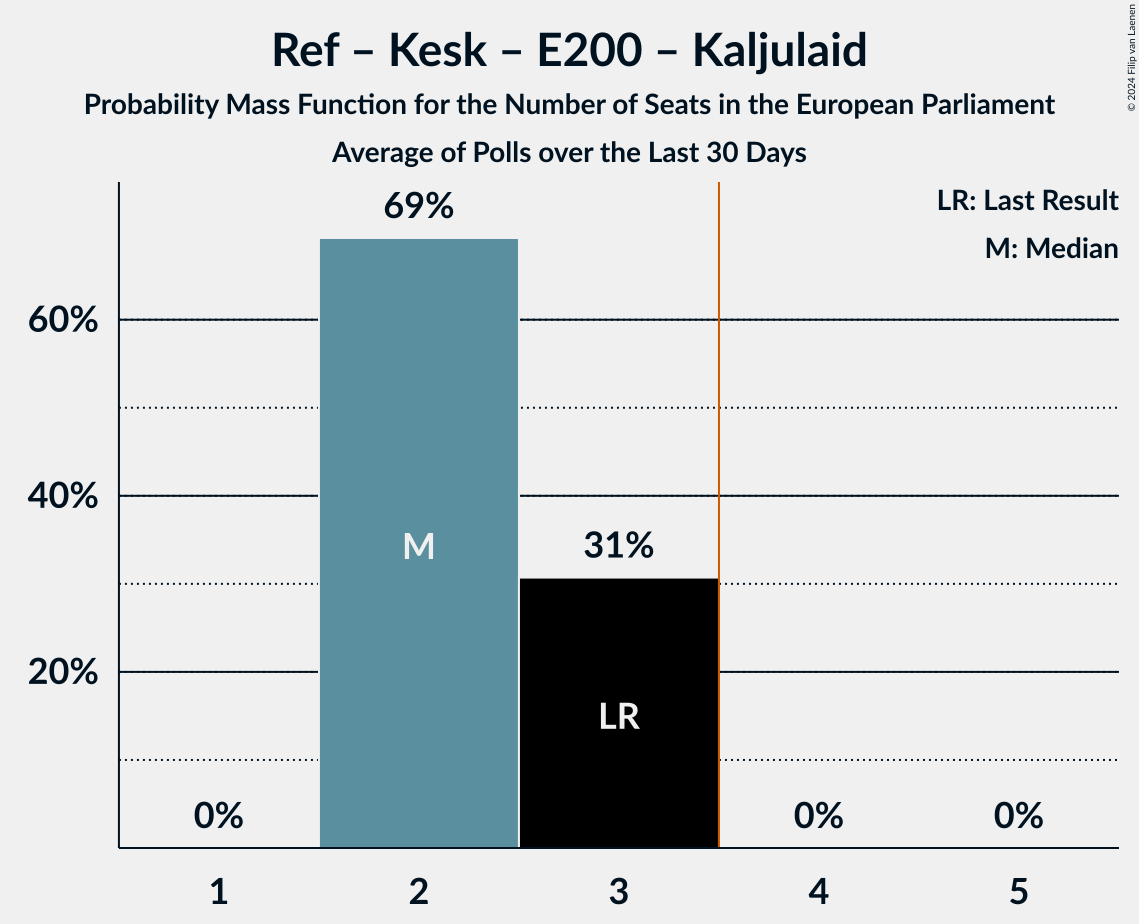 Ref – Kesk – E200 – Kaljulaid
Probability Mass Function for the Number of Seats in the European Parliament
Average of Polls over the Last 30 Days
© 2024 Filip van Laenen
LR: Last Result
M: Median
69%
60%
40%
M
31%
20%
LR
0%
0%
0%
1
2
3
4
5